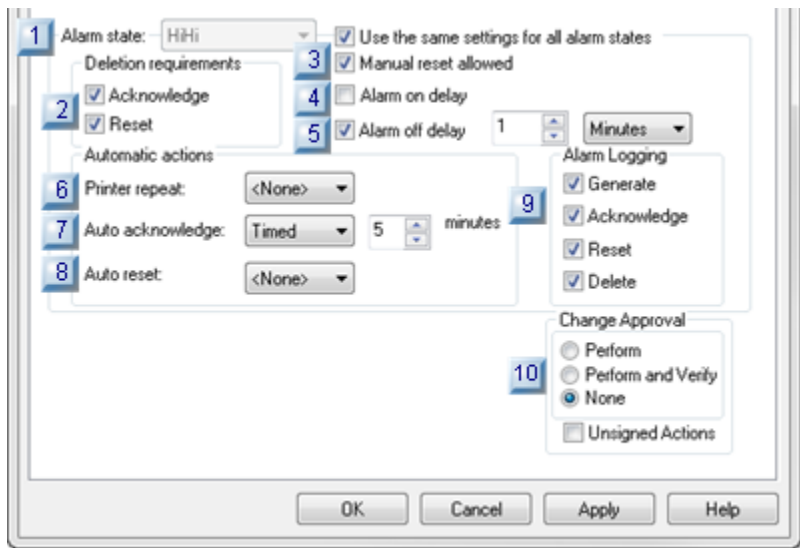 1 Alarm state: HiHi Use the same settings for all alarm states
Deletion requirements 3 Manual reset allowed
2 Acknowledge 4 Alarm on delay
Reset 5 Alarm off delay 1 Minutes
Automatic actions Alarm Logging
6 Printer repeat: <None> 9 Generate
7 Auto acknowledge: Timed 5 minutes Acknowledge
8 Auto reset: <None> Reset
Delete
Change Approval
10 Perform
Perform and Verify
None
Unsigned Actions
OK Cancel Apply Help